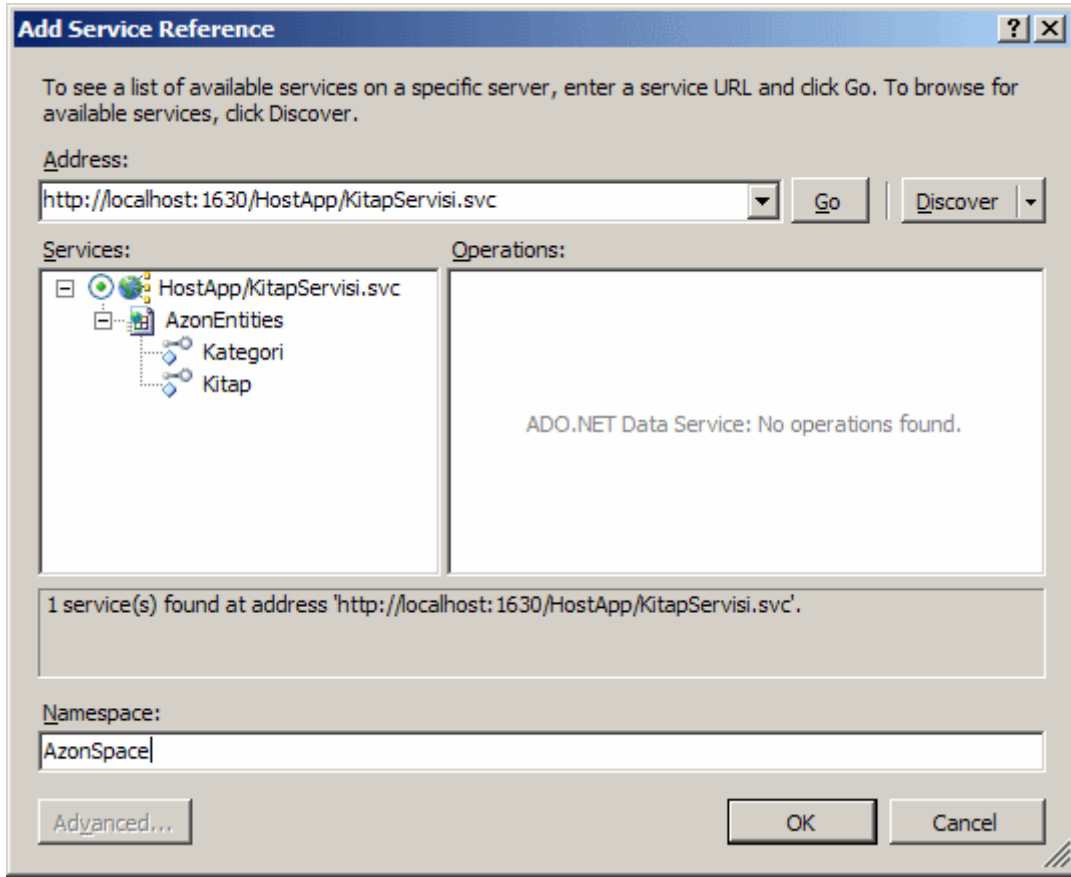 Add Service Reference
To see a list of available services on a specific server, enter a service URL and click Go. To browse for
available services, click Discover.
Address:
http://localhost:1630/HostApp/KitapServisi.svc
Go
Discover
Services:
Operations:
HostApp/KitapServisi.svc
AzonEntities
Kategori
Kitap
ADO.NET Data Service: No operations found.
1 service(s) found at address 'http://localhost:1630/HostApp/KitapServisi.svc'.
Namespace:
AzonSpace
Advanced...
OK
Cancel